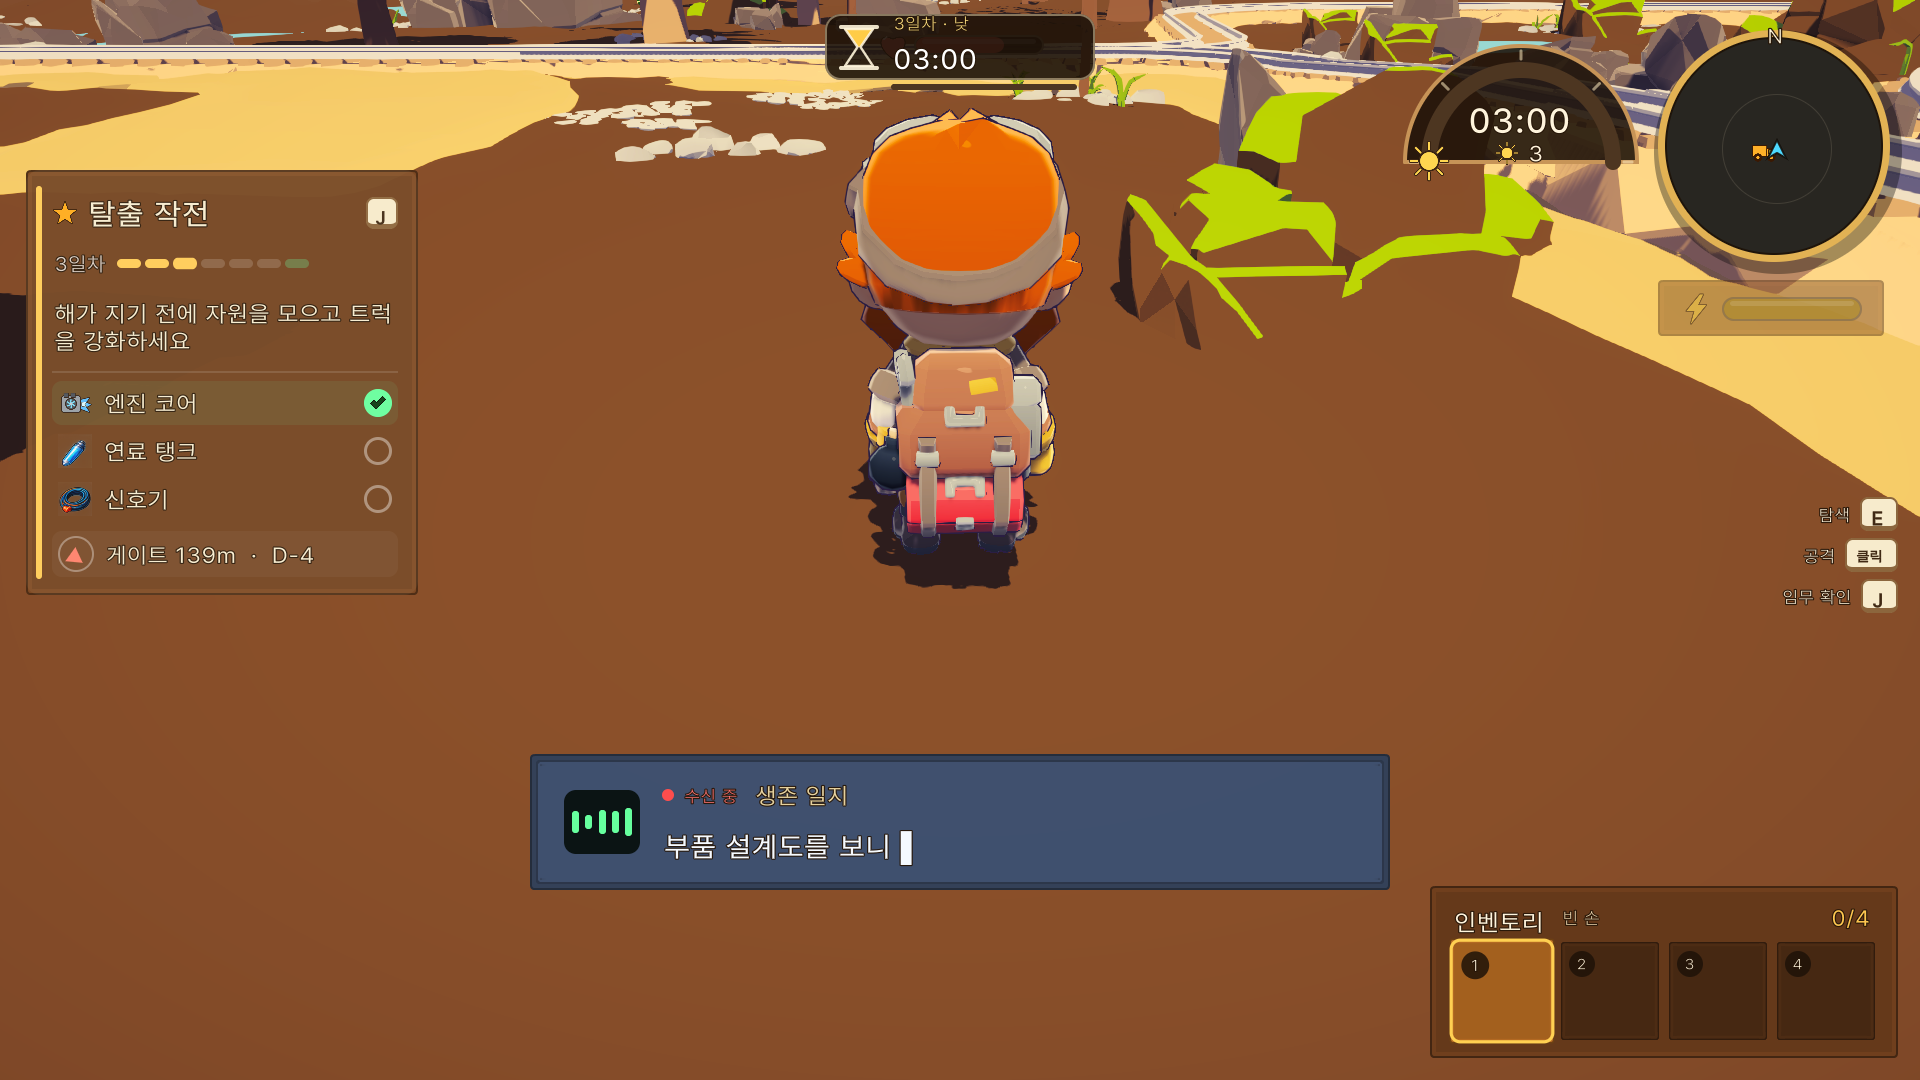 3일차 · 낮
03:00
N
03:00
3
탈출 작전
J
3일차
해가 지기 전에 자원을 모으고 트럭
을 강화하세요
엔진 코어
연료 탱크
신호기
게이트 139m · D-4
탐색 E
공격 클릭
임무 확인 J
수신 중 생존 일지
부품 설계도를 보니
인벤토리 빈 손 0/4
1 2 3 4